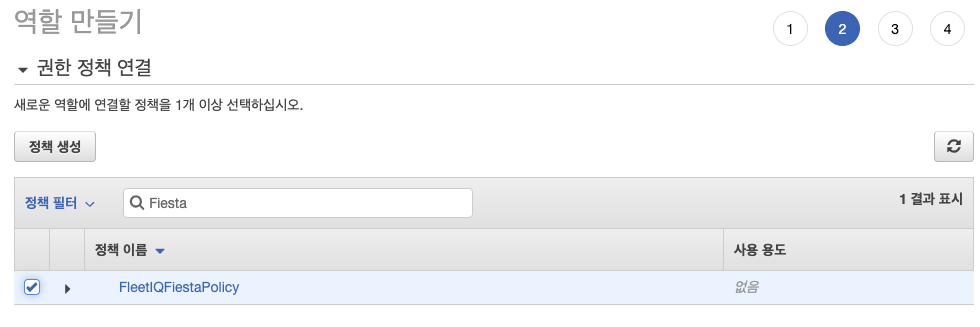 역할 만들기
1 2 3 4
권한 정책 연결
새로운 역할에 연결할 정책을 1개 이상 선택하십시오.
정책 생성
정책 필터 Fiesta 1 결과 표시
정책 이름 사용 용도
FleetIQFiestaPolicy 없음